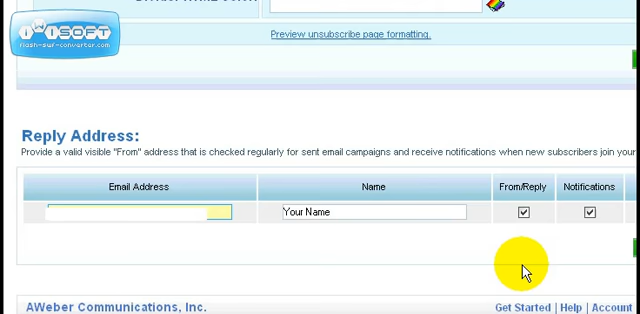 iWiSOFT
flash-swf-converter.com
Preview unsubscribe page formatting.
Reply Address:
Provide a valid visible "From" address that is checked regularly for sent email campaigns and receive notifications when new subscribers join your
Email Address Name From/Reply Notifications
Your Name
AWeber Communications, Inc. Get Started | Help | Account